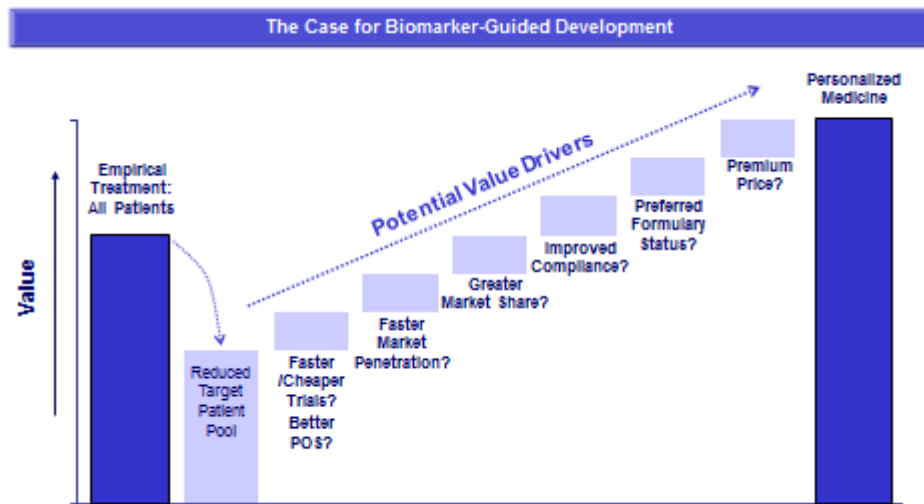 The Case for Biomarker-Guided Development
Personalized
Medicine
Empirical
Treatment:
All Patients
Potential Value Drivers
Premium
Price?
Preferred
Formulary
Status?
Improved
Compliance?
Greater
Market Share?
Faster
Market
Penetration?
Faster
/Cheaper
Trials?
Better
POS?
Reduced
Target
Patient
Pool
Value